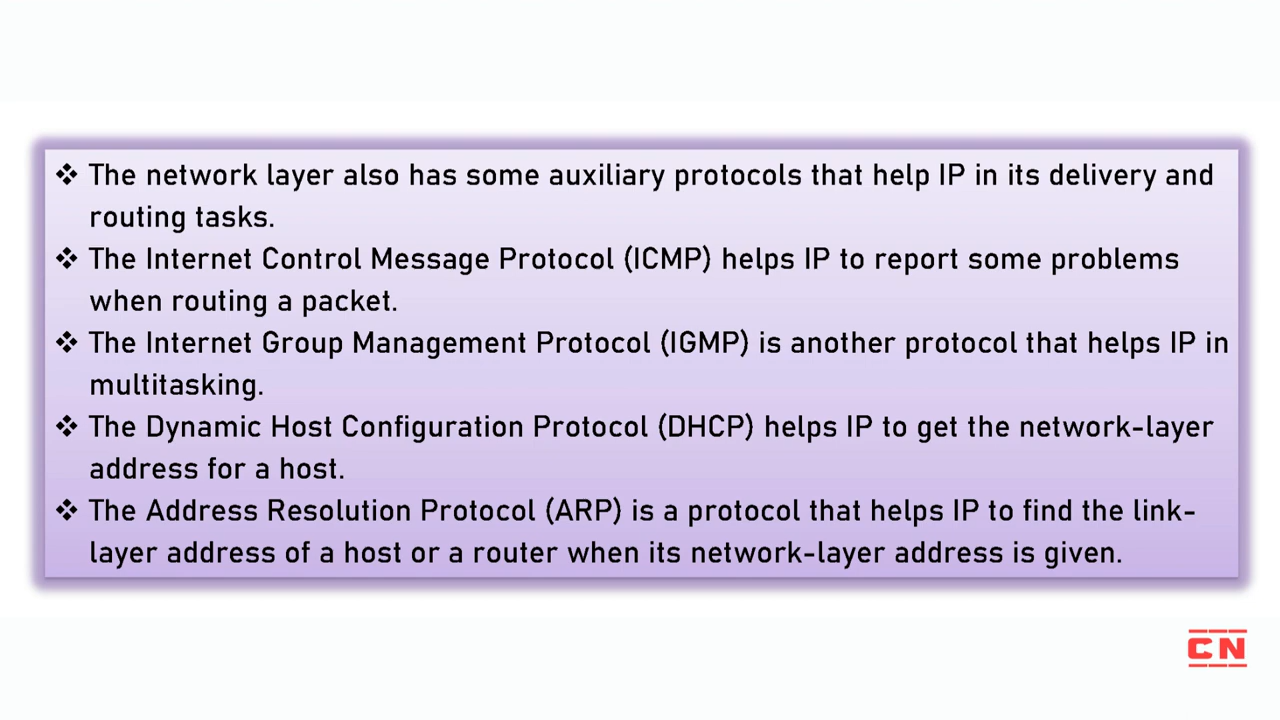 ❖ The network layer also has some auxiliary protocols that help IP in its delivery and
routing tasks.
❖ The Internet Control Message Protocol (ICMP) helps IP to report some problems
when routing a packet.
❖ The Internet Group Management Protocol (IGMP) is another protocol that helps IP in
multitasking.
❖ The Dynamic Host Configuration Protocol (DHCP) helps IP to get the network-layer
address for a host.
❖ The Address Resolution Protocol (ARP) is a protocol that helps IP to find the link-
layer address of a host or a router when its network-layer address is given.
CN